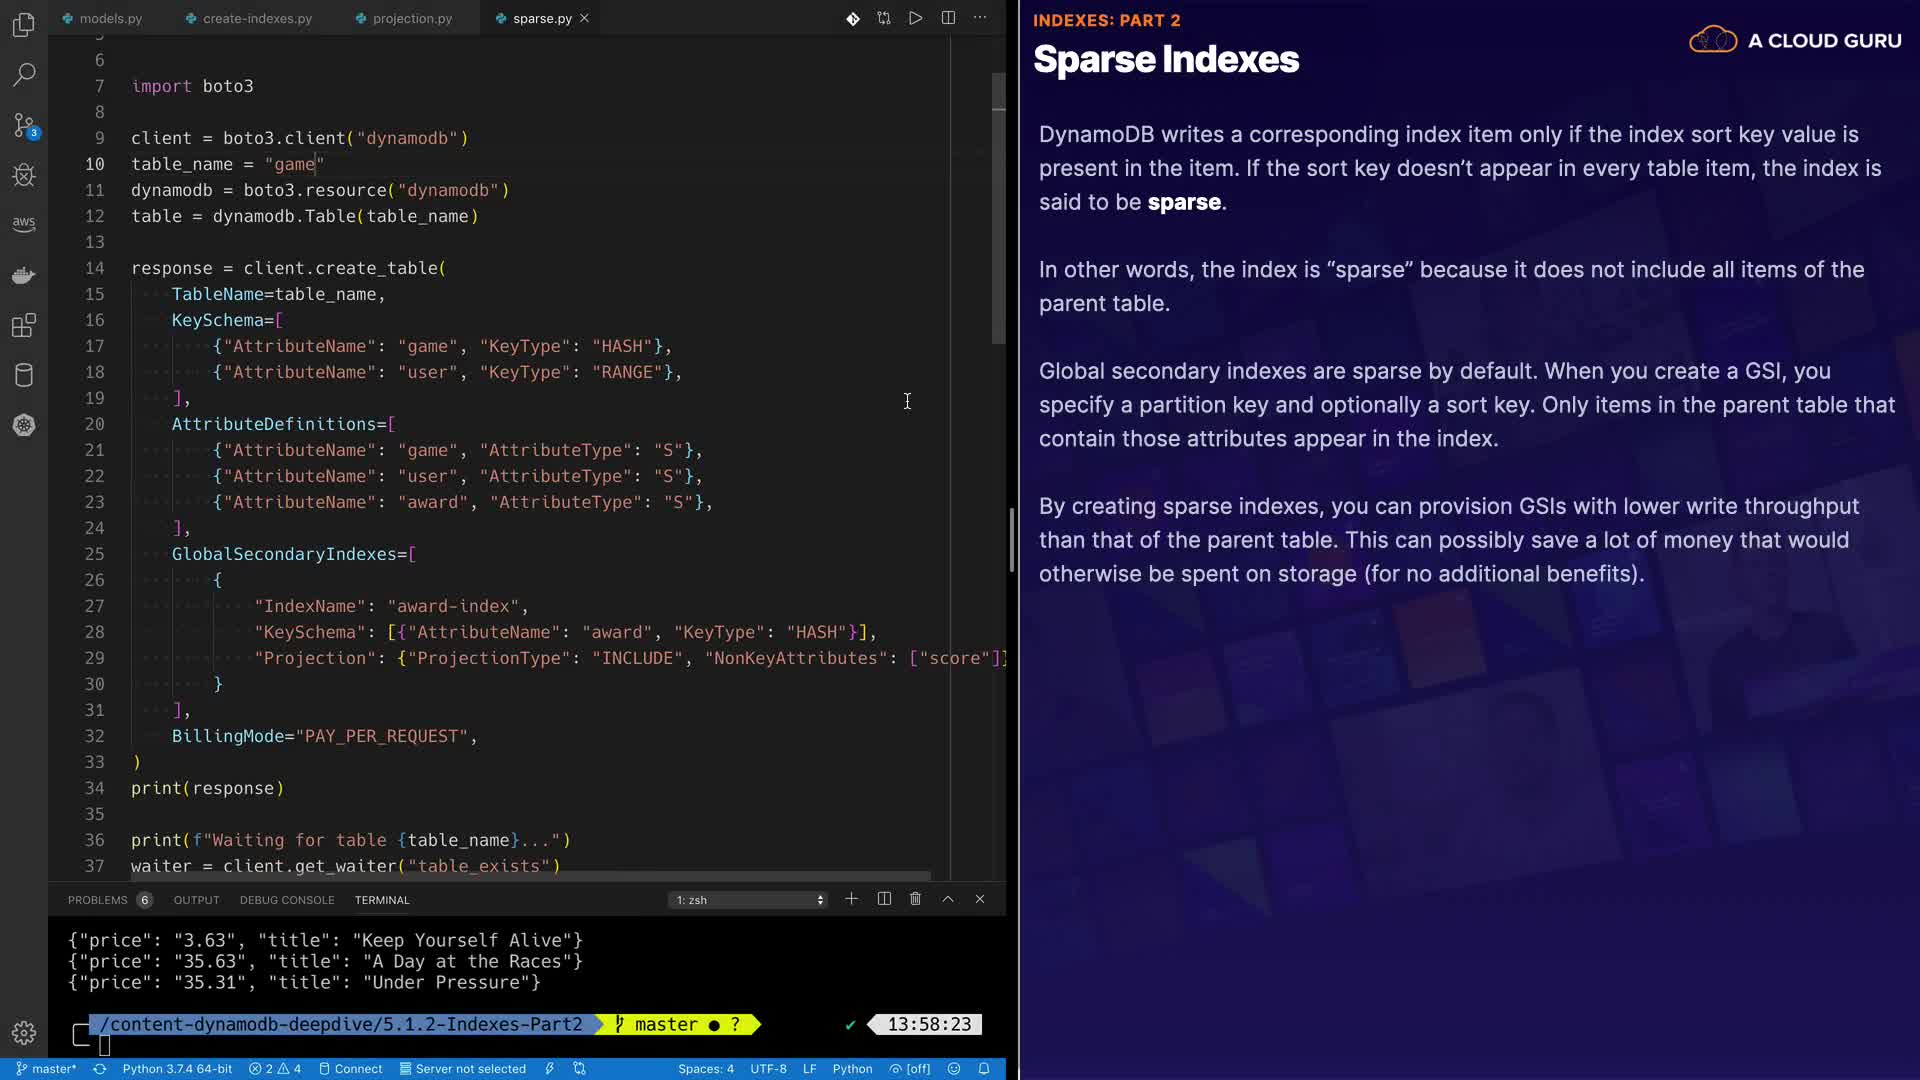 models.py
create-indexes.py
projection.py
sparse.py
6
7 import boto3
8
9 client = boto3.client("dynamodb")
10 table_name = "game"
11 dynamodb = boto3.resource("dynamodb")
12 table = dynamodb.Table(table_name)
13
14 response = client.create_table(
15 TableName=table_name,
16 KeySchema=[
17 {"AttributeName": "game", "KeyType": "HASH"},
18 {"AttributeName": "user", "KeyType": "RANGE"},
19 ],
20 AttributeDefinitions=[
21 {"AttributeName": "game", "AttributeType": "S"},
22 {"AttributeName": "user", "AttributeType": "S"},
23 {"AttributeName": "award", "AttributeType": "S"},
24 ],
25 GlobalSecondaryIndexes=[
26 {
27 "IndexName": "award-index",
28 "KeySchema": [{"AttributeName": "award", "KeyType": "HASH"}],
29 "Projection": {"ProjectionType": "INCLUDE", "NonKeyAttributes": ["score"]}
30 }
31 ],
32 BillingMode="PAY_PER_REQUEST",
33 )
34 print(response)
35
36 print(f"Waiting for table {table_name}...")
37 waiter = client.get_waiter("table_exists")
3
aws
PROBLEMS 6 OUTPUT DEBUG CONSOLE TERMINAL 1: zsh
{"price": "3.63", "title": "Keep Yourself Alive"}
{"price": "35.63", "title": "A Day at the Races"}
{"price": "35.31", "title": "Under Pressure"}
/content-dynamodb-deepdive/5.1.2-Indexes-Part2 master ● ? ✔ 13:58:23
master* Python 3.7.4 64-bit 2 4 Connect Server not selected Spaces: 4 UTF-8 LF Python [off]
INDEXES: PART 2
Sparse Indexes
A CLOUD GURU
DynamoDB writes a corresponding index item only if the index sort key value is
present in the item. If the sort key doesn’t appear in every table item, the index is
said to be sparse.
In other words, the index is “sparse” because it does not include all items of the
parent table.
Global secondary indexes are sparse by default. When you create a GSI, you
specify a partition key and optionally a sort key. Only items in the parent table that
contain those attributes appear in the index.
By creating sparse indexes, you can provision GSIs with lower write throughput
than that of the parent table. This can possibly save a lot of money that would
otherwise be spent on storage (for no additional benefits).